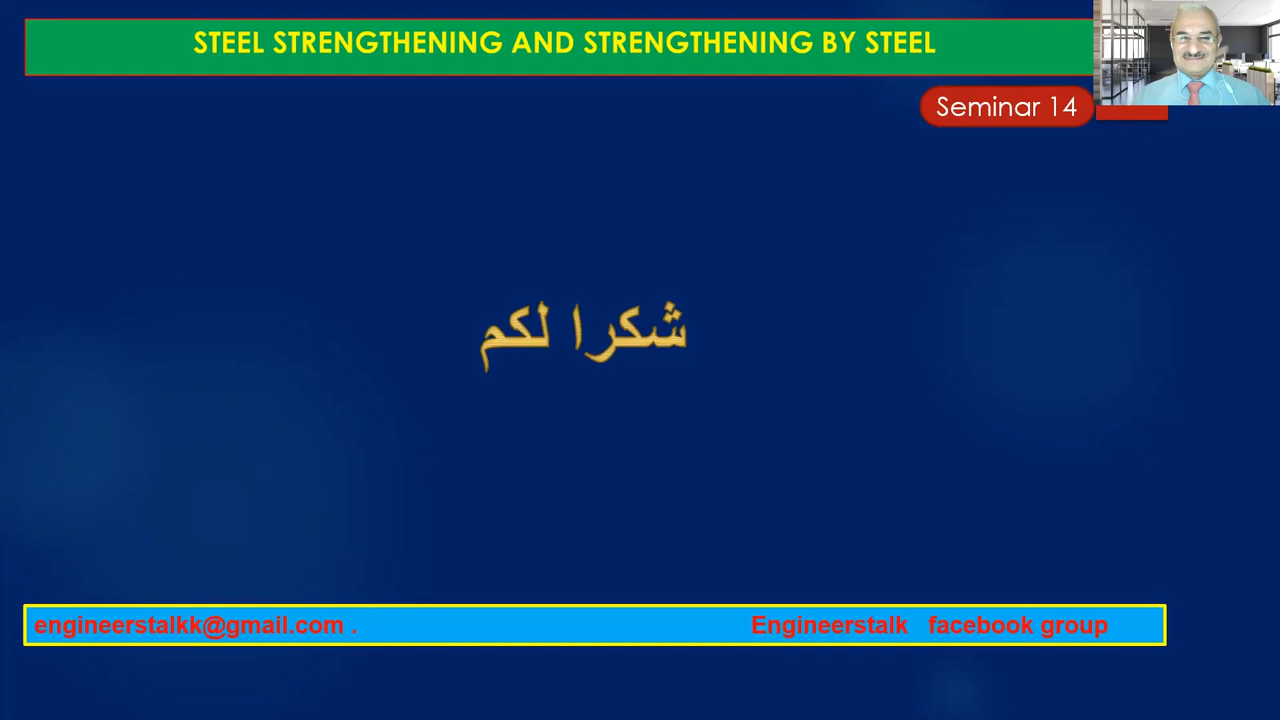 STEEL STRENGTHENING AND STRENGTHENING BY STEEL
Seminar 14
شكرا لكم
engineerstalkk@gmail.com .
Engineerstalk facebook group